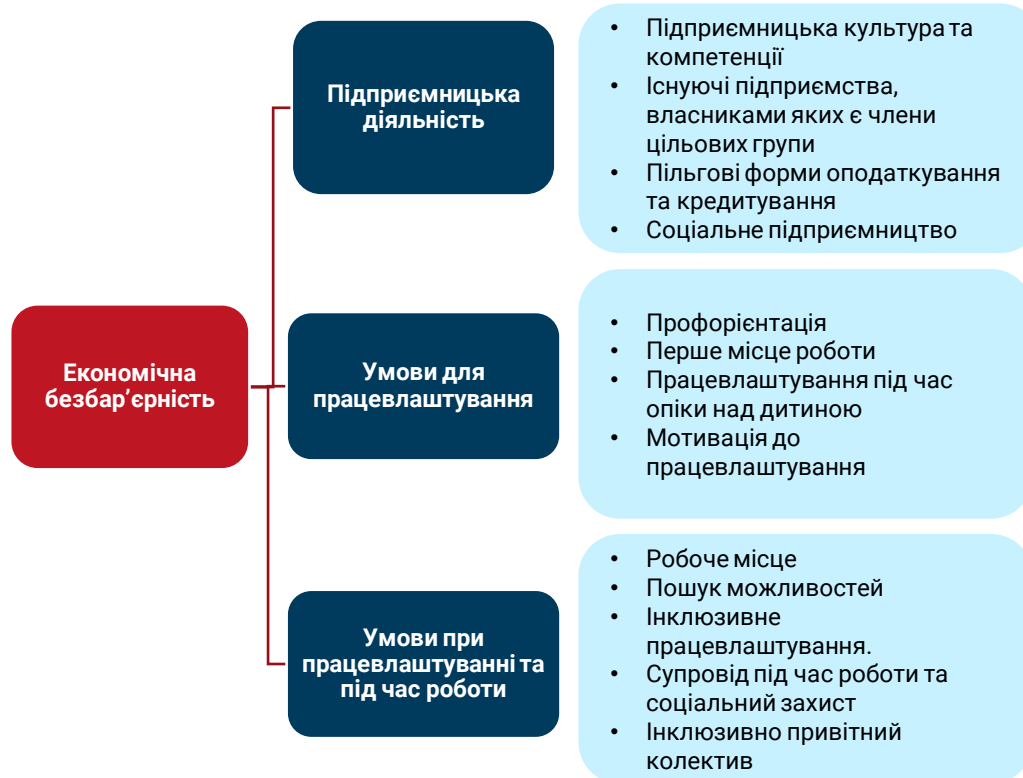 Економічна
безбар’єрність
Підприємницька
діяльність
• Підприємницька культура та
компетенції
• Існуючі підприємства,
власниками яких є члени
цільових групи
• Пільгові форми оподаткування
та кредитування
• Соціальне підприємництво
Умови для
працевлаштування
• Профорієнтація
• Перше місце роботи
• Працевлаштування під час
опіки над дитиною
• Мотивація до
працевлаштування
Умови при
працевлаштуванні та
під час роботи
• Робоче місце
• Пошук можливостей
• Інклюзивне
працевлаштування.
• Супровід під час роботи та
соціальний захист
• Інклюзивно привітний
колектив